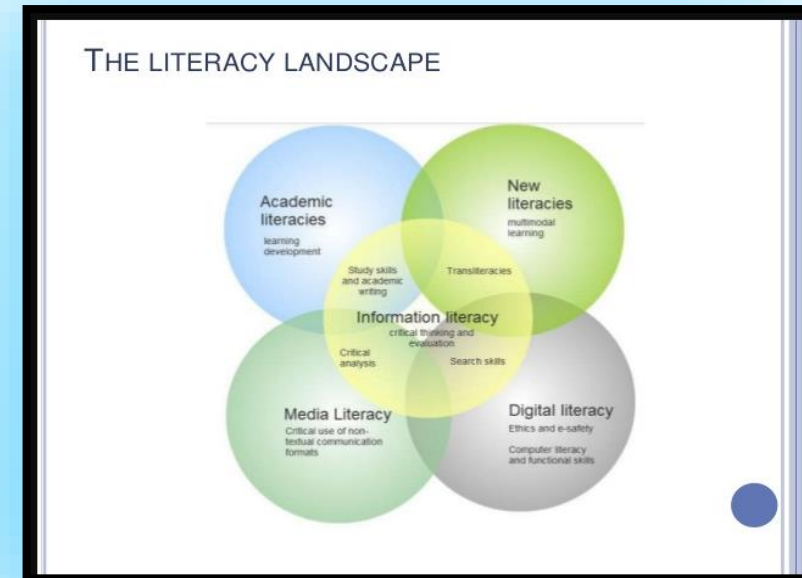 THE LITERACY LANDSCAPE
Academic
literacies
learning
development
New
literacies
multimodal
learning
Study skills
and academic
writing
Transliteracies
Information literacy
critical thinking and
evaluation
Critical
analysis
Search skills
Media Literacy
Critical use of non-
textual communication
formats
Digital literacy
Ethics and e-safety
Computer literacy
and functional skills